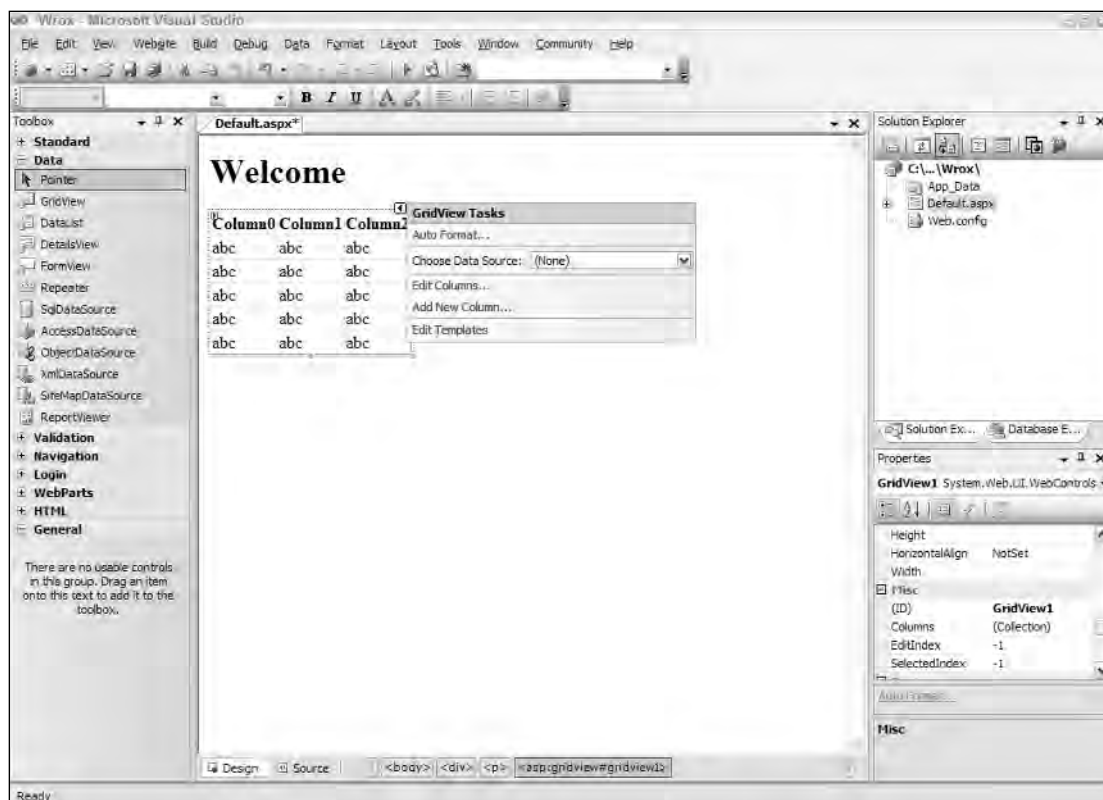 Wrox - Microsoft Visual Studio
File Edit View Website Build Debug Data Format Layout Tools Window Community Help
B I U A
Toolbox
Standard
Data
Pointer
GridView
DataList
DetailsView
FormView
Repeater
SqlDataSource
AccessDataSource
ObjectDataSource
XmlDataSource
SiteMapDataSource
ReportViewer
Validation
Navigation
Login
WebParts
HTML
General
There are no usable controls
in this group. Drag an item
onto this text to add it to the
toolbox.
Default.aspx*
Welcome
Column0 Column1 Column2
abc abc abc
abc abc abc
abc abc abc
abc abc abc
abc abc abc
GridView Tasks
Auto Format...
Choose Data Source: (None)
Edit Columns...
Add New Column...
Edit Templates
Design Source <body> <div> <p> <asp:gridview#gridview1>
Solution Explorer
C:\...\Wrox\
App_Data
Default.aspx
Web.config
Solution Ex... Database E...
Properties
GridView1 System.Web.UI.WebControls
Height
HorizontalAlign NotSet
Width
Misc
(ID) GridView1
Columns (Collection)
EditIndex -1
SelectedIndex -1
Auto Format...
Misc
Ready